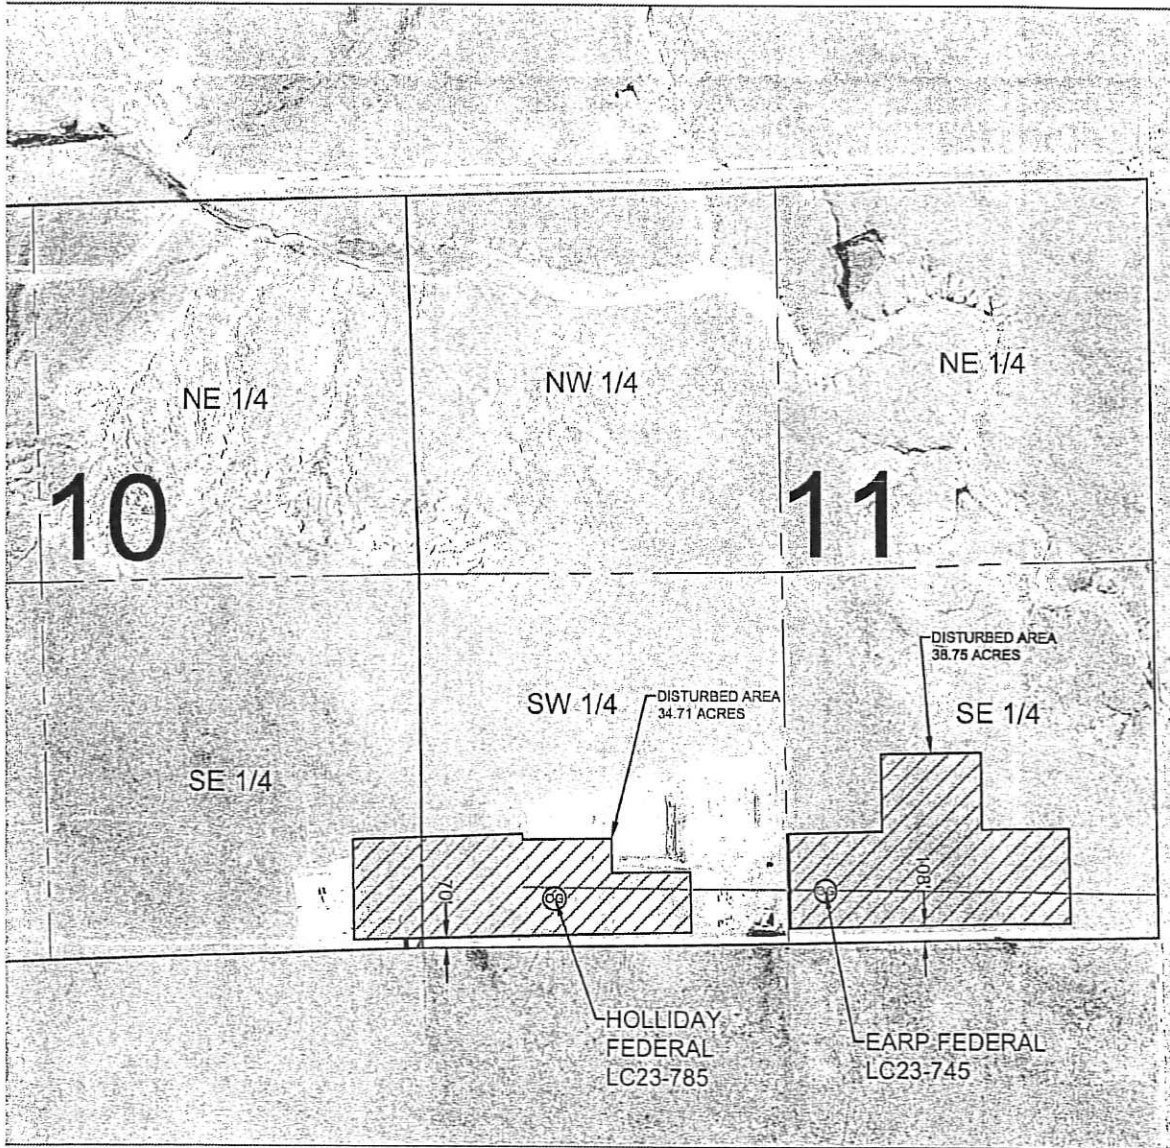 NE 1/4
NW 1/4
NE 1/4
10
11
DISTURBED AREA
38.75 ACRES
SW 1/4
DISTURBED AREA
34.71 ACRES
SE 1/4
SE 1/4
70'
108'
OG
OG
HOLLIDAY
FEDERAL
LC23-785
EARP FEDERAL
LC23-745